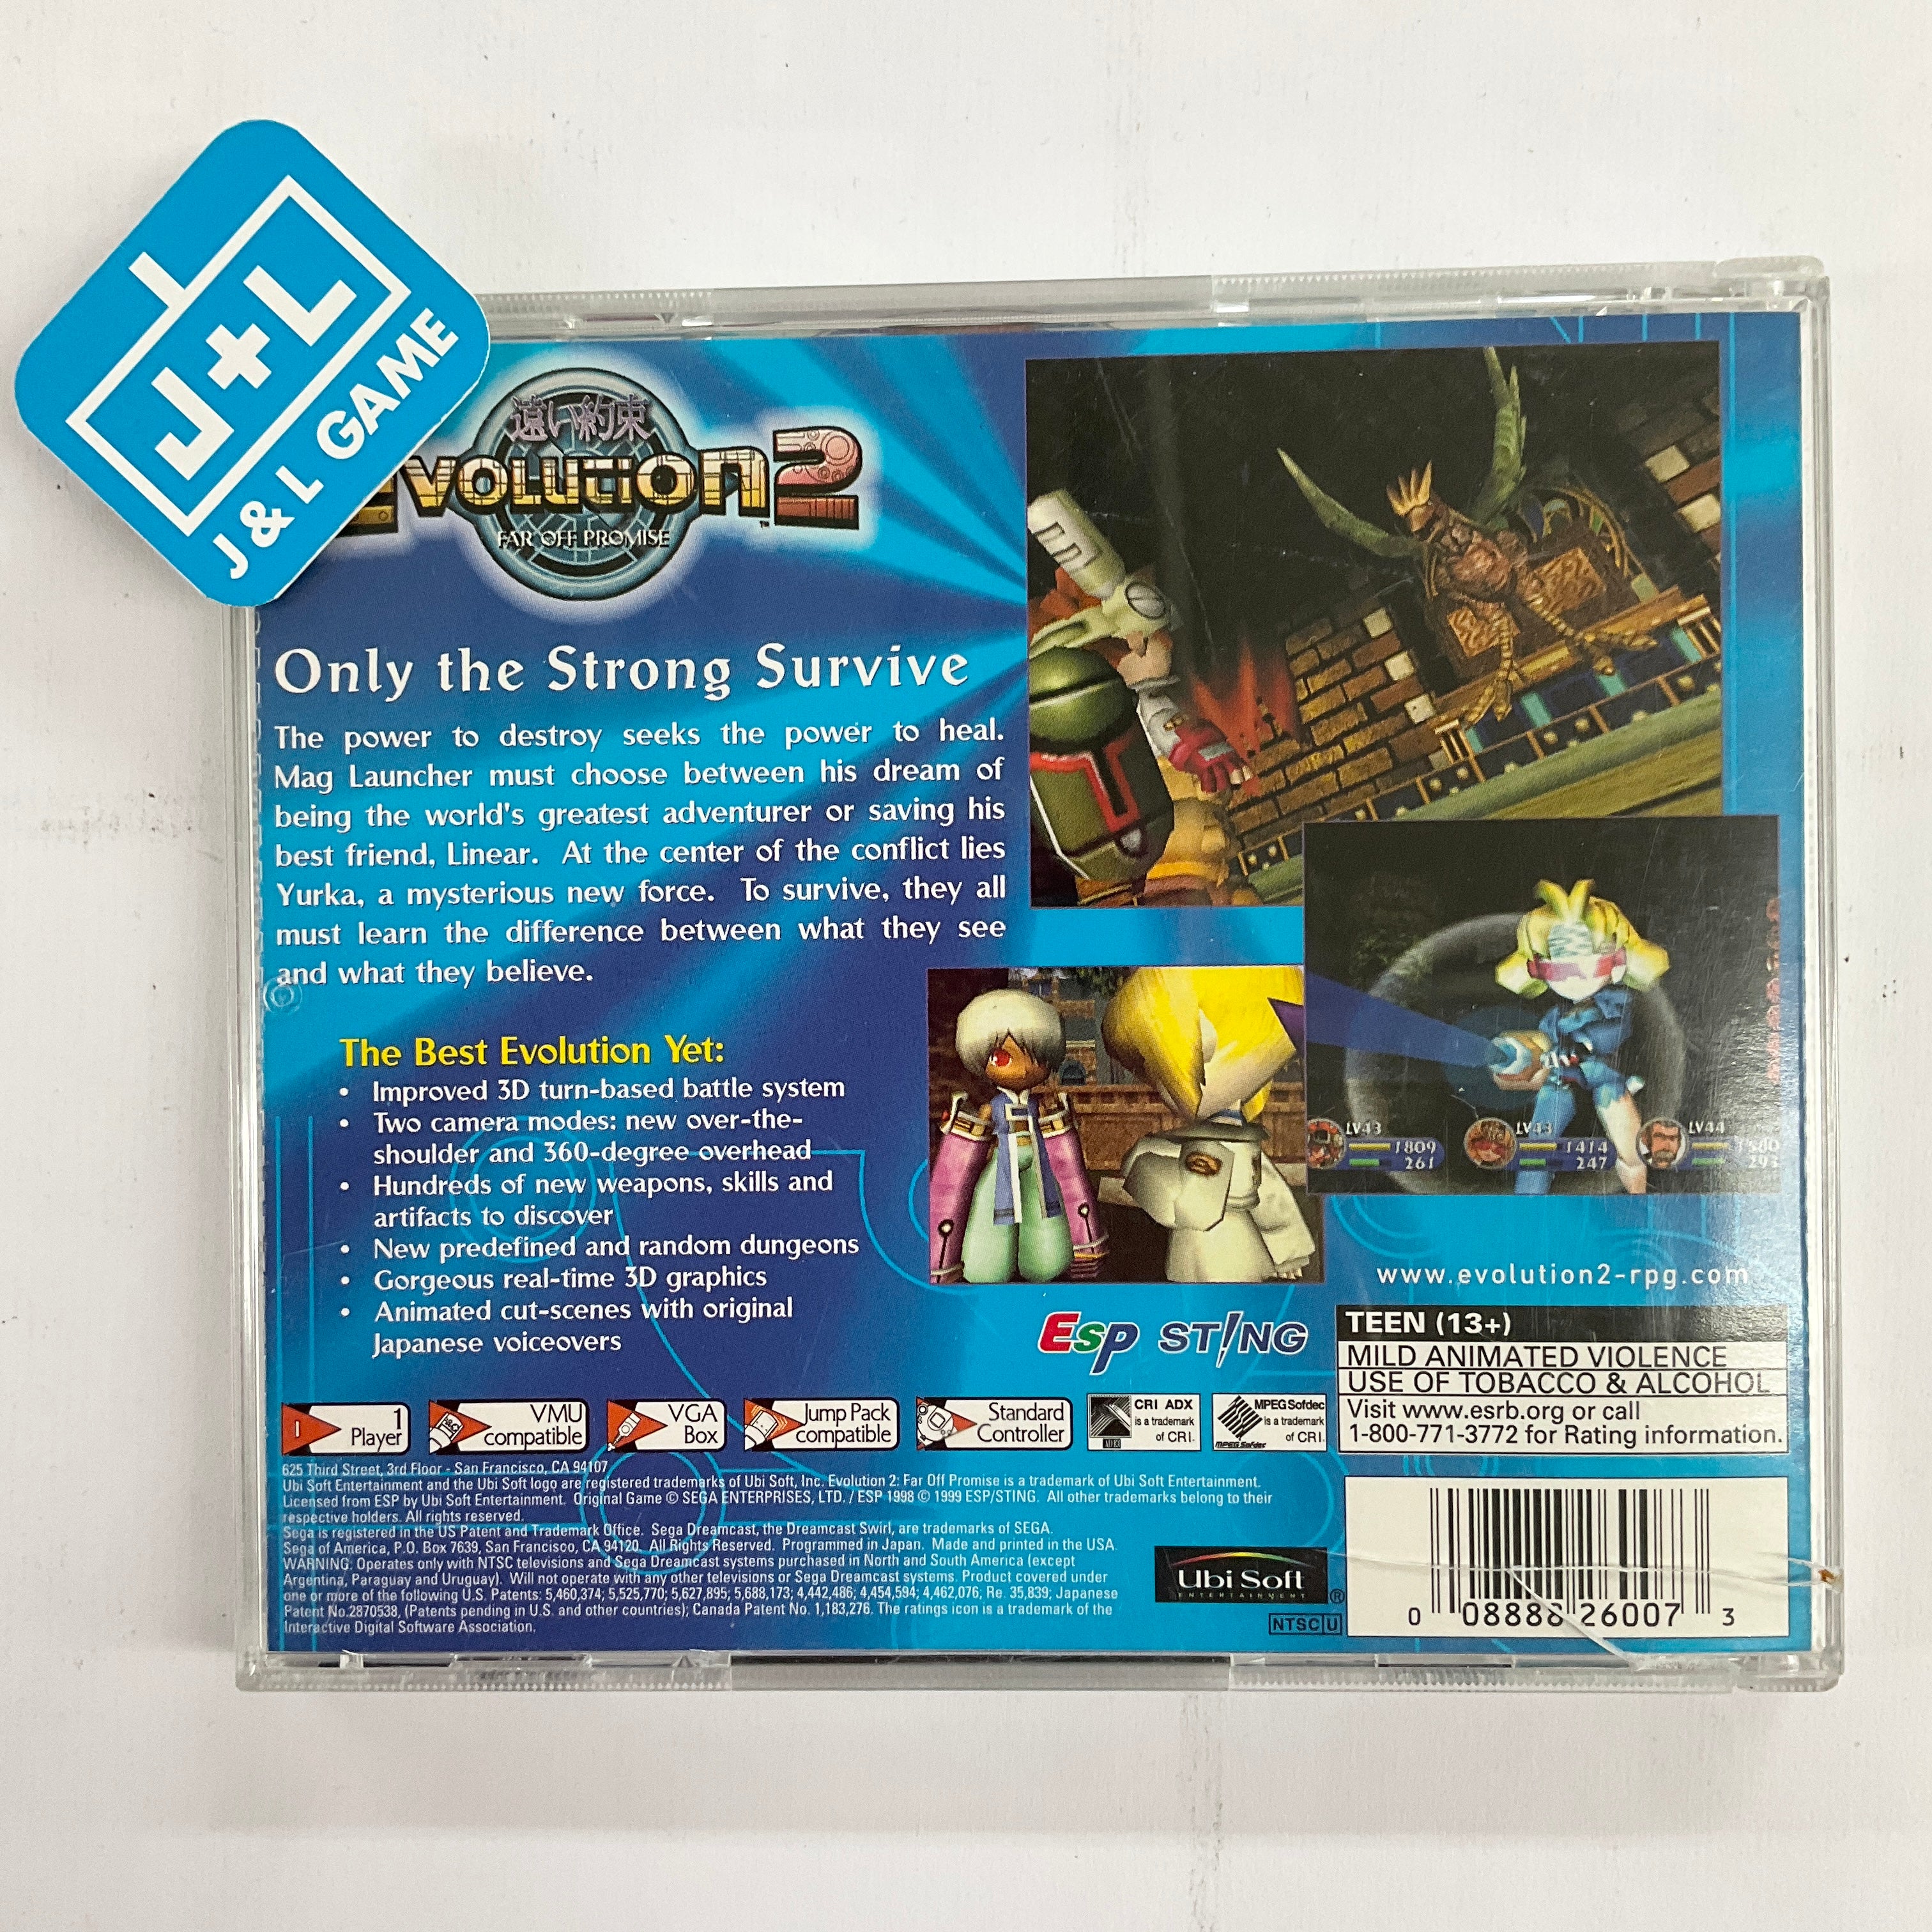 J+L
J&L GAME
遠い約束
Evolution 2
™
FAR OFF PROMISE
Only the Strong Survive
The power to destroy seeks the power to heal.
Mag Launcher must choose between his dream of
being the world's greatest adventurer or saving his
best friend, Linear. At the center of the conflict lies
Yurka, a mysterious new force. To survive, they all
must learn the difference between what they see
and what they believe.
The Best Evolution Yet:
• Improved 3D turn-based battle system
• Two camera modes: new over-the-
shoulder and 360-degree overhead
• Hundreds of new weapons, skills and
artifacts to discover
• New predefined and random dungeons
• Gorgeous real-time 3D graphics
• Animated cut-scenes with original
Japanese voiceovers
LV43
1809
261
LV43
1414
247
LV44
www.evolution2-rpg.com
Esp ST!NG
TEEN (13+)
MILD ANIMATED VIOLENCE
USE OF TOBACCO & ALCOHOL
Visit www.esrb.org or call
1-800-771-3772 for Rating information.
1
Player
VMU
compatible
VGA
Box
Jump Pack
compatible
Standard
Controller
CRI ADX
is a trademark
of CRI.
MPEG Sofdec
is a trademark
of CRI.
625 Third Street, 3rd Floor - San Francisco, CA 94107
Ubi Soft Entertainment and the Ubi Soft logo are registered trademarks of Ubi Soft, Inc. Evolution 2: Far Off Promise is a trademark of Ubi Soft Entertainment.
Licensed from ESP by Ubi Soft Entertainment. Original Game © SEGA ENTERPRISES, LTD. / ESP 1998 © 1999 ESP/STING. All other trademarks belong to their
respective holders. All rights reserved.
Sega is registered in the US Patent and Trademark Office. Sega Dreamcast, the Dreamcast Swirl, are trademarks of SEGA.
Sega of America, P.O. Box 7639, San Francisco, CA 94120. All Rights Reserved. Programmed in Japan. Made and printed in the USA.
WARNING: Operates only with NTSC televisions and Sega Dreamcast systems purchased in North and South America (except
Argentina, Paraguay and Uruguay). Will not operate with any other televisions or Sega Dreamcast systems. Product covered under
one or more of the following U.S. Patents: 5,460,374; 5,525,770; 5,627,895; 5,688,173; 4,442,486; 4,454,594; 4,462,076; Re. 35,839; Japanese
Patent No.2870538, (Patents pending in U.S. and other countries); Canada Patent No. 1,183,276. The ratings icon is a trademark of the
Interactive Digital Software Association.
Ubi Soft
ENTERTAINMENT
®
NTSC U
0 08888 26007 3